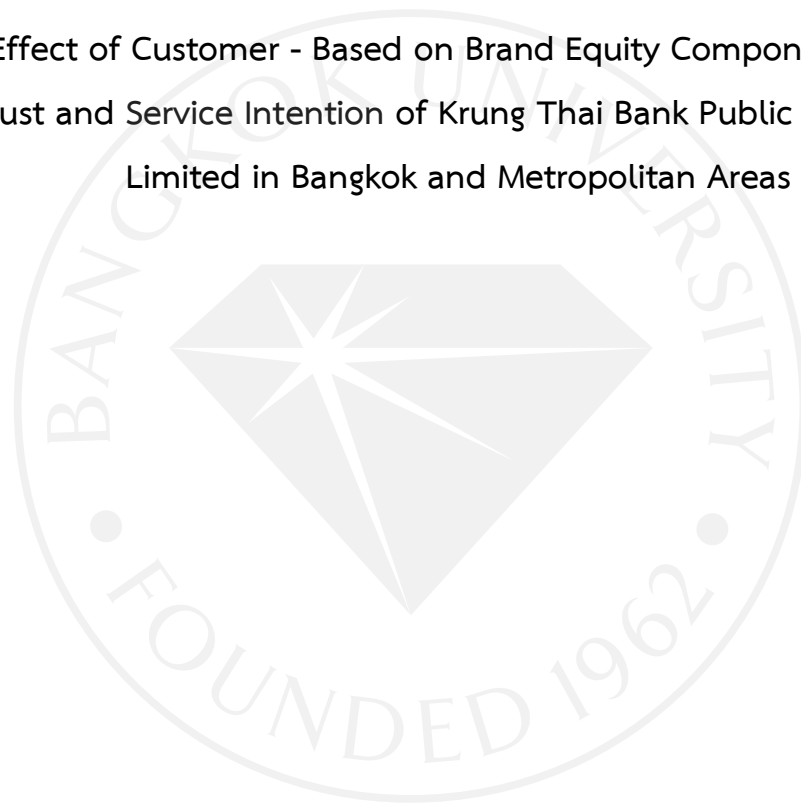 Effect of Customer - Based on Brand Equity Compon
ust and Service Intention of Krung Thai Bank Public
Limited in Bangkok and Metropolitan Areas
BANGKOK UNIVERSITY
FOUNDED 1962